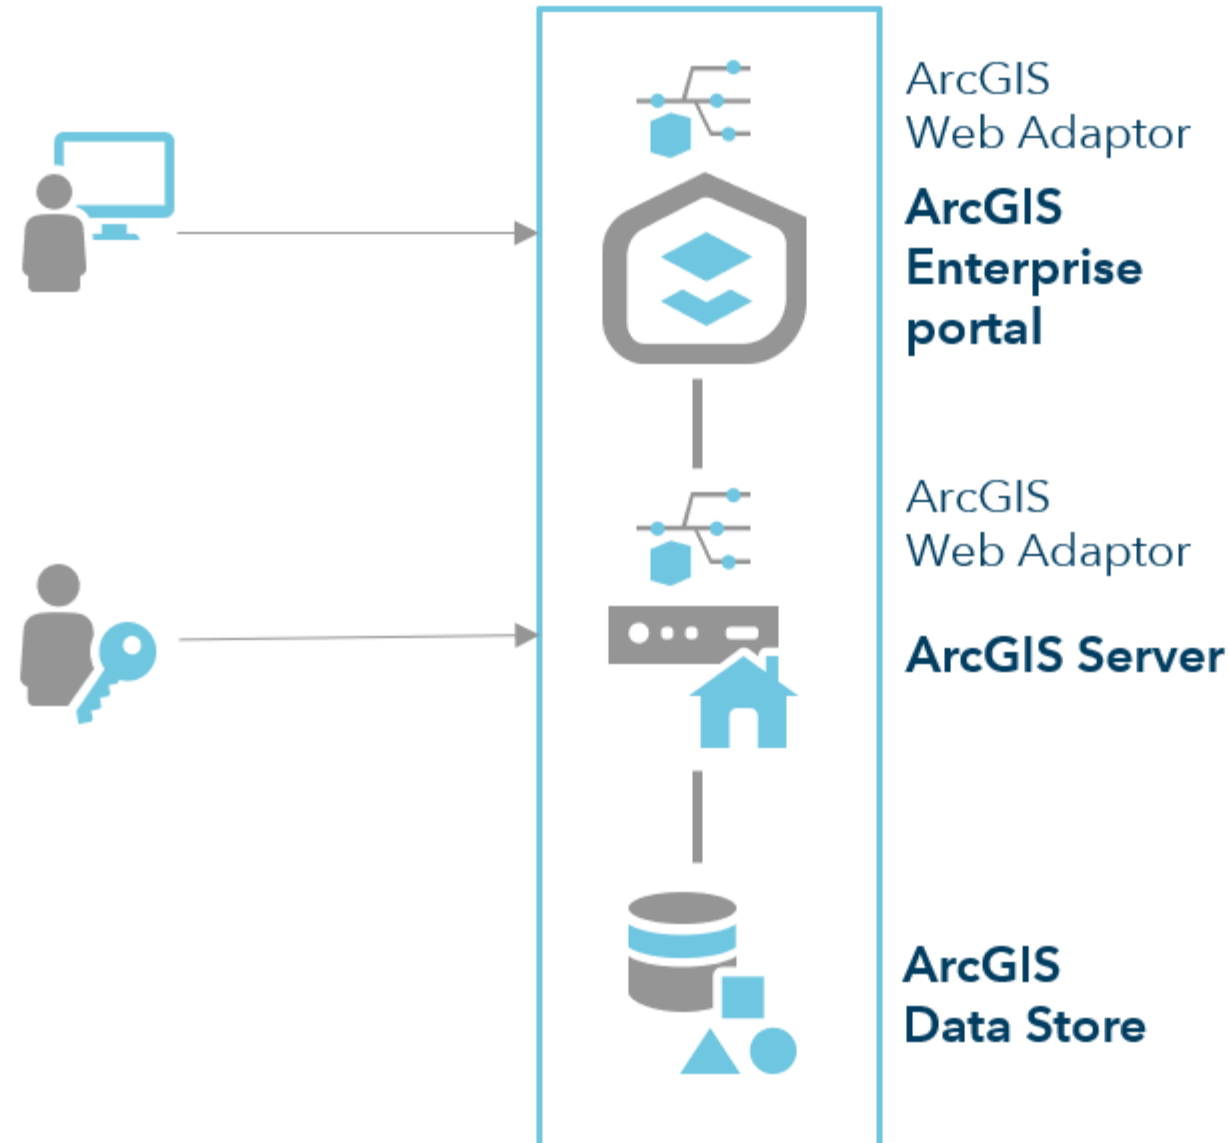 ArcGIS
Web Adaptor
ArcGIS
Enterprise
portal
ArcGIS
Web Adaptor
ArcGIS Server
ArcGIS
Data Store